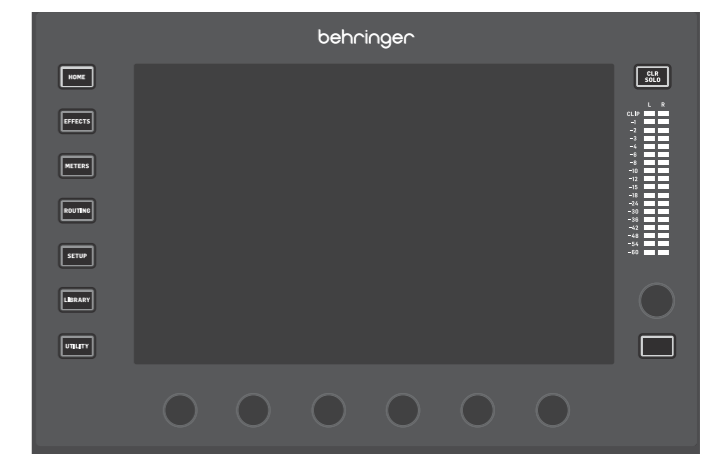 behringer
HOME
CLR
SOLO
L R
EFFECTS
CLIP
-1
-2
-3
-4
-6
-8
-10
-12
-15
-18
-24
-30
-36
-42
-48
-54
-60
METERS
ROUTING
SETUP
LIBRARY
UTILITY